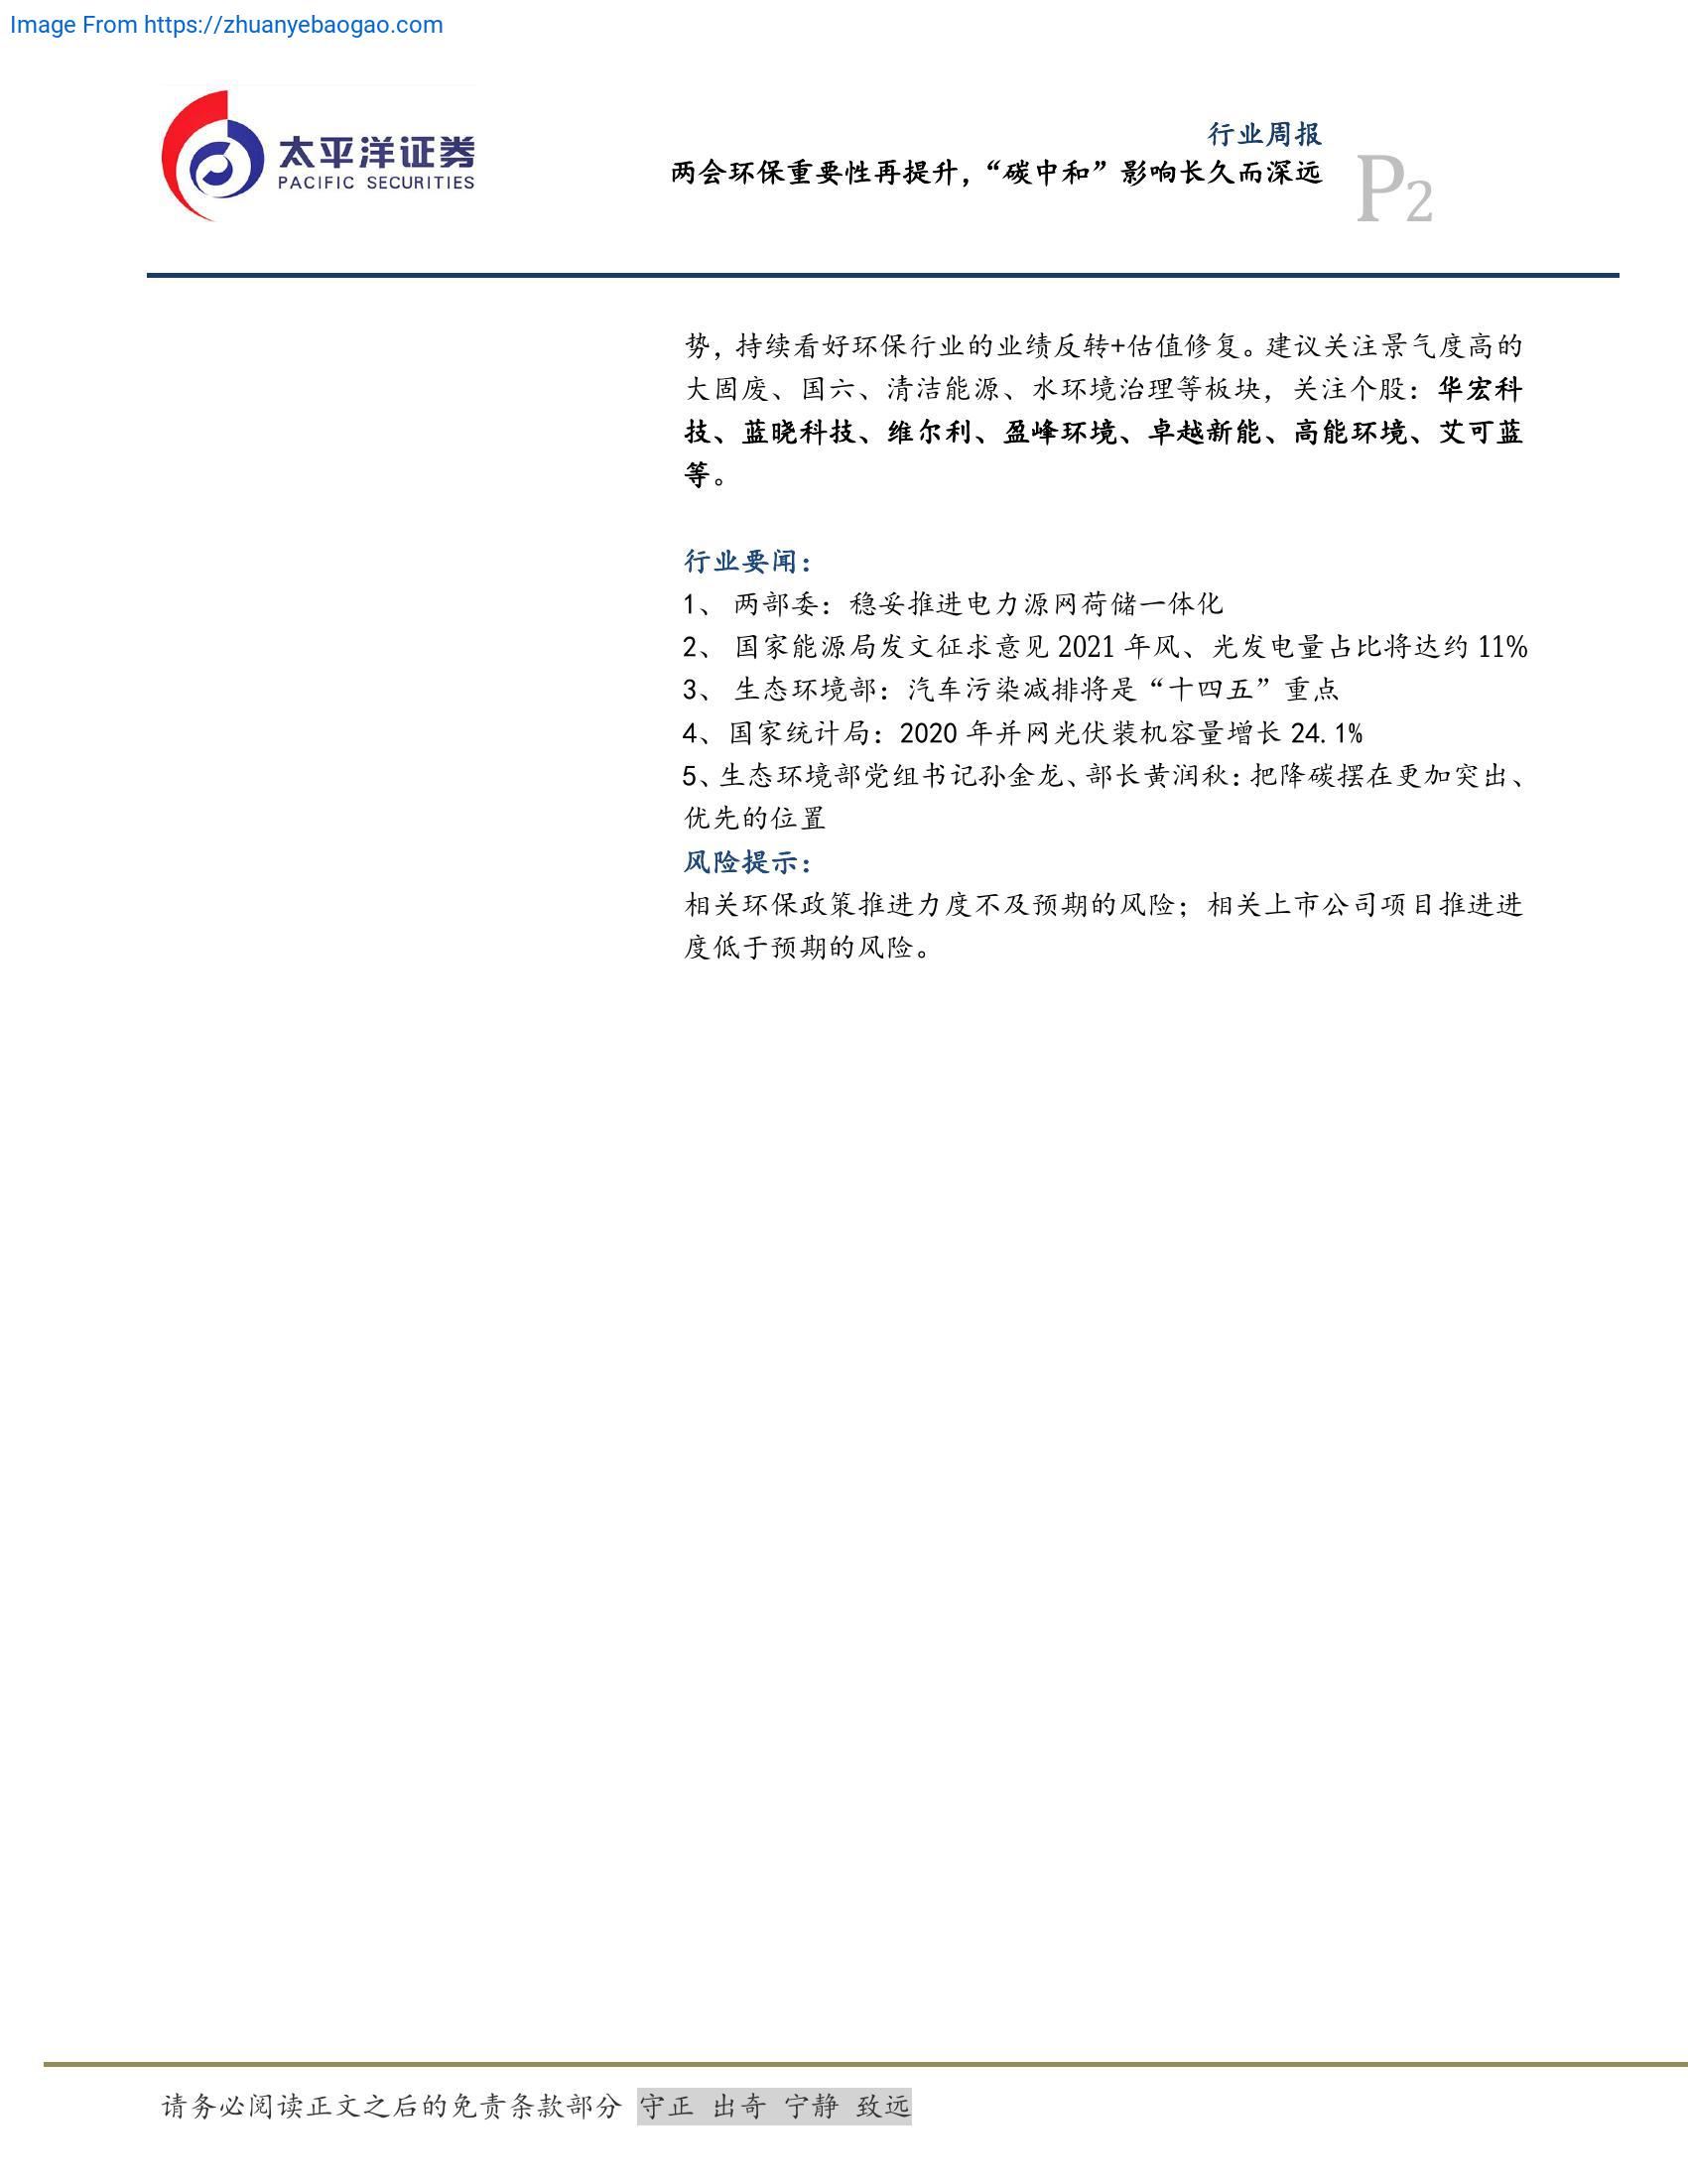 Image From https://zhuanyebaogao.com
太平洋证券
PACIFIC SECURITIES
行业周报
两会环保重要性再提升，“碳中和”影响长久而深远
P2
势，持续看好环保行业的业绩反转+估值修复。建议关注景气度高的
大固废、国六、清洁能源、水环境治理等板块，关注个股：华宏科
技、蓝晓科技、维尔利、盈峰环境、卓越新能、高能环境、艾可蓝
等。
行业要闻：
1、 两部委：稳妥推进电力源网荷储一体化
2、 国家能源局发文征求意见 2021 年风、光发电量占比将达约 11%
3、 生态环境部：汽车污染减排将是“十四五”重点
4、国家统计局：2020 年并网光伏装机容量增长 24.1%
5、生态环境部党组书记孙金龙、部长黄润秋：把降碳摆在更加突出、
优先的位置
风险提示：
相关环保政策推进力度不及预期的风险；相关上市公司项目推进进
度低于预期的风险。
请务必阅读正文之后的免责条款部分 守正 出奇 宁静 致远